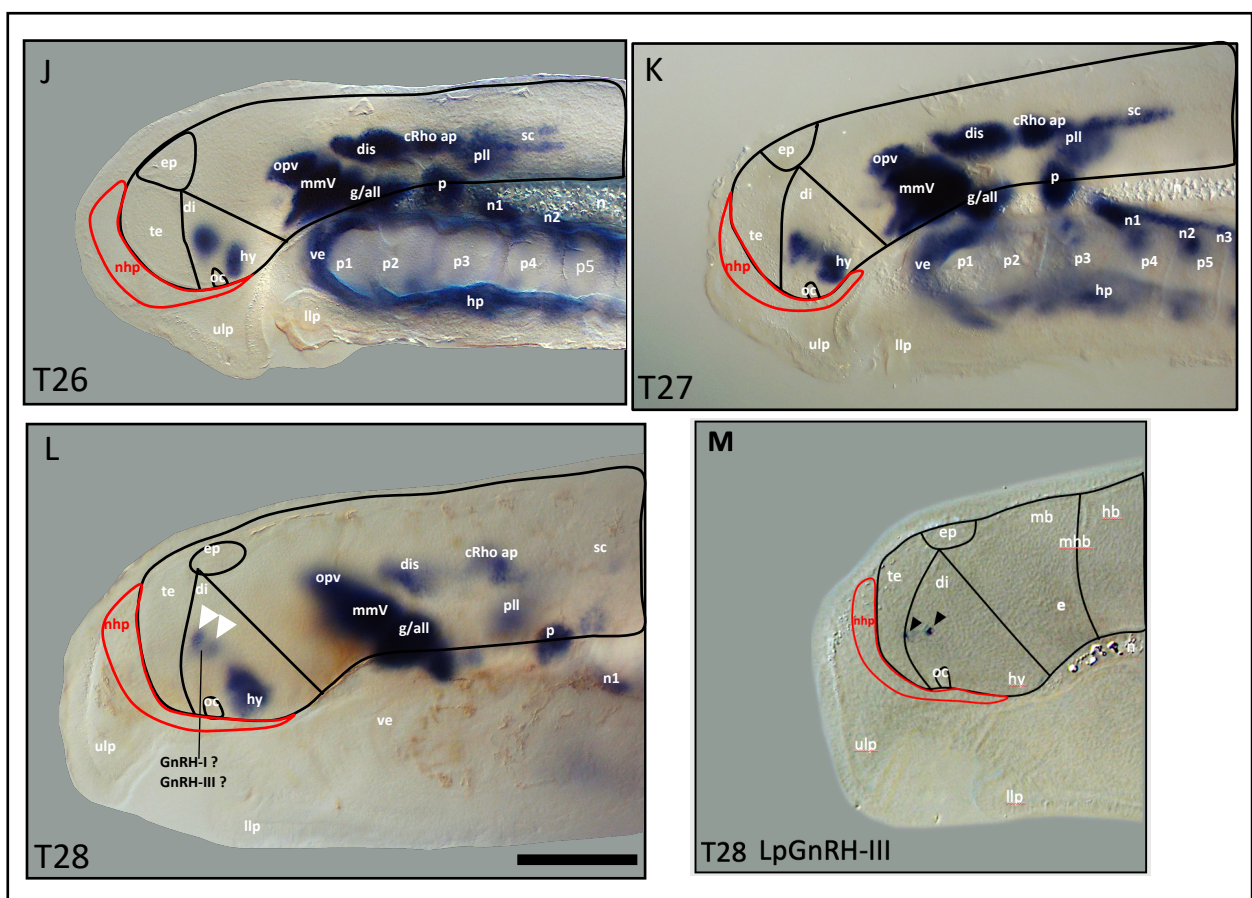 J
ep
di
te
nhp
oc
hy
ulp
llp
opv
mmV
dis
g/all
cRho ap
pll
sc
p
n1
n2
n
ve
p1
p2
p3
p4
p5
hp
T26
K
ep
di
te
nhp
oc
hy
ulp
llp
opv
mmV
dis
cRho ap
g/all
pll
sc
p
n
n1
n2
n3
ve
p1
p2
p3
p4
p5
hp
T27
L
ep
te
di
nhp
oc
hy
ulp
llp
opv
mmV
dis
g/all
cRho ap
pll
sc
p
n1
ve
GnRH-I ?
GnRH-III ?
T28
M
ep
te
di
nhp
oc
hy
mb
hb
mhb
e
n
ulp
llp
T28 LpGnRH-III